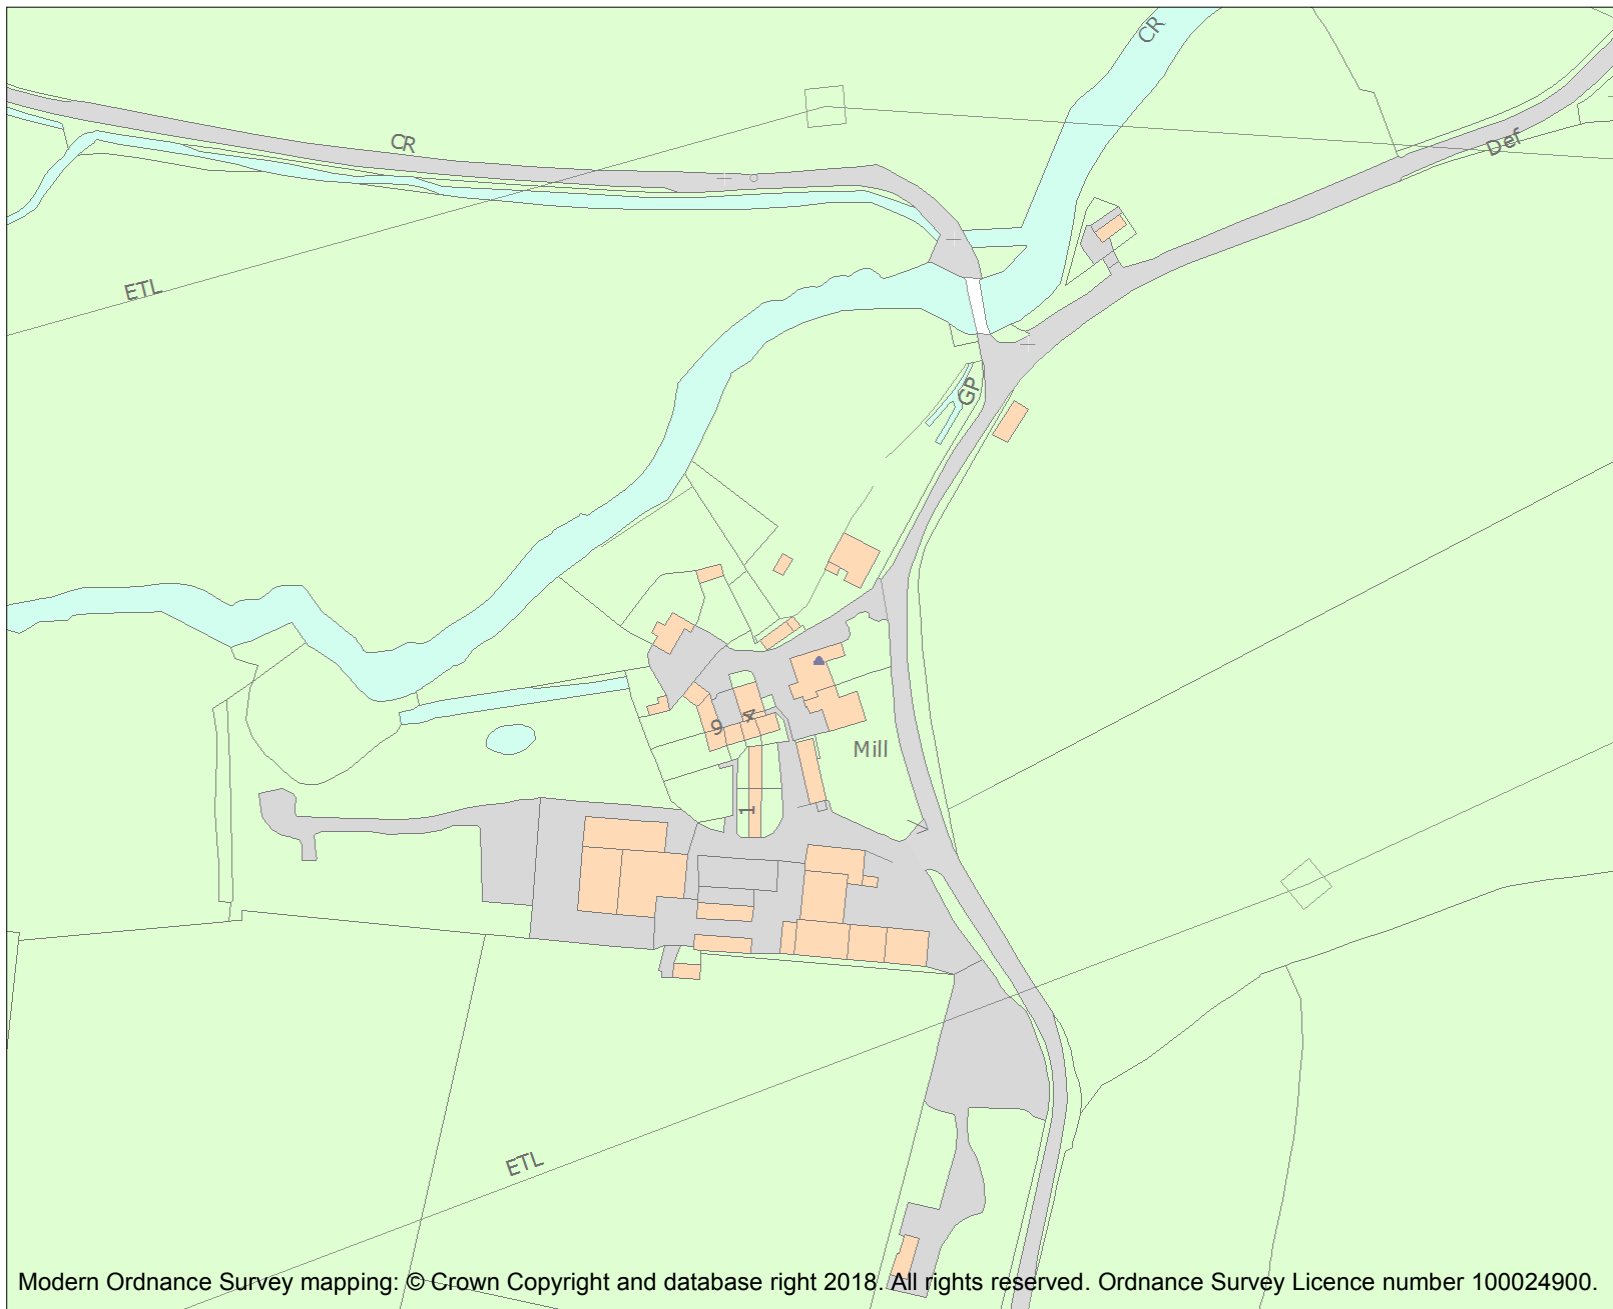 CR
CR
Def
ETL
GP
9
4
Mill
1
ETL
Modern Ordnance Survey mapping: © Crown Copyright and database right 2018. All rights reserved. Ordnance Survey Licence number 100024900.